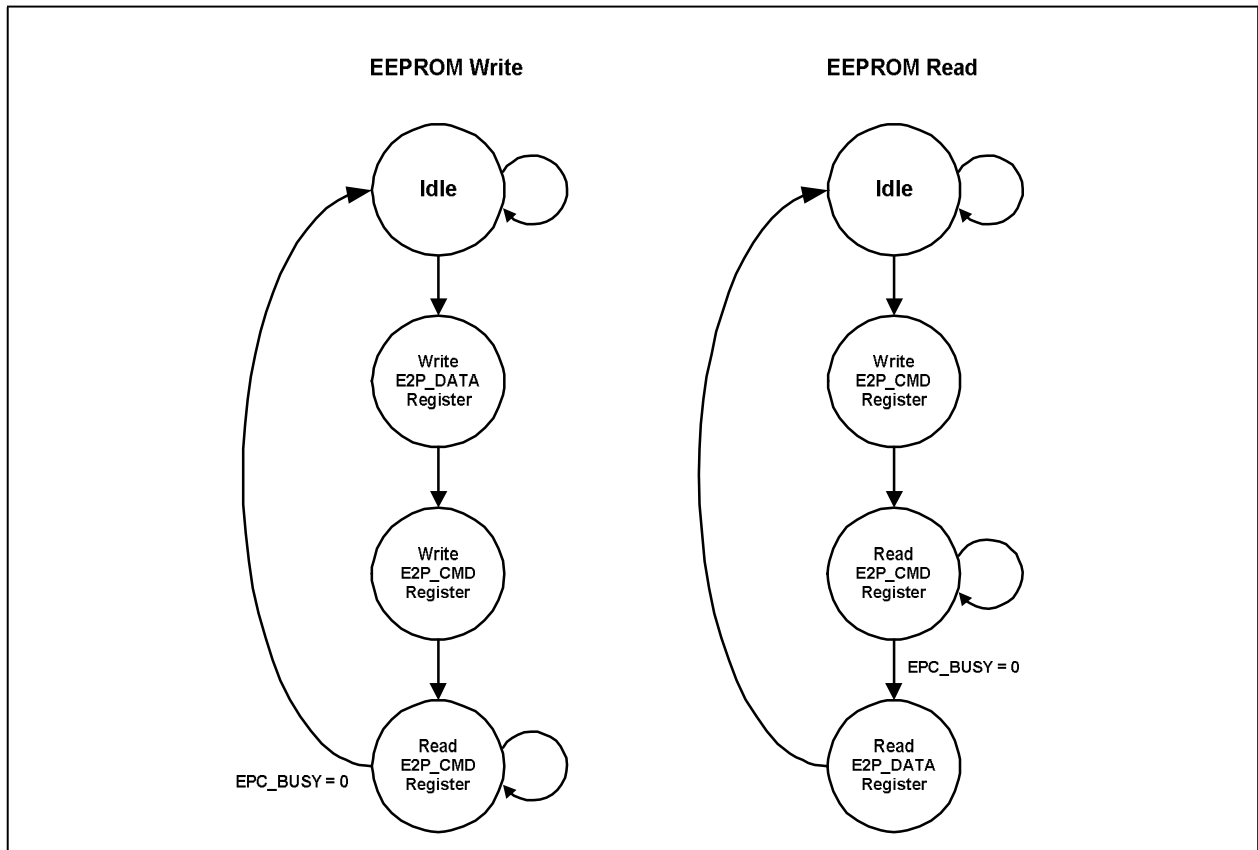 EEPROM Write
Idle
Write
E2P_DATA
Register
Write
E2P_CMD
Register
Read
E2P_CMD
Register
EPC_BUSY = 0
EEPROM Read
Idle
Write
E2P_CMD
Register
Read
E2P_CMD
Register
EPC_BUSY = 0
Read
E2P_DATA
Register